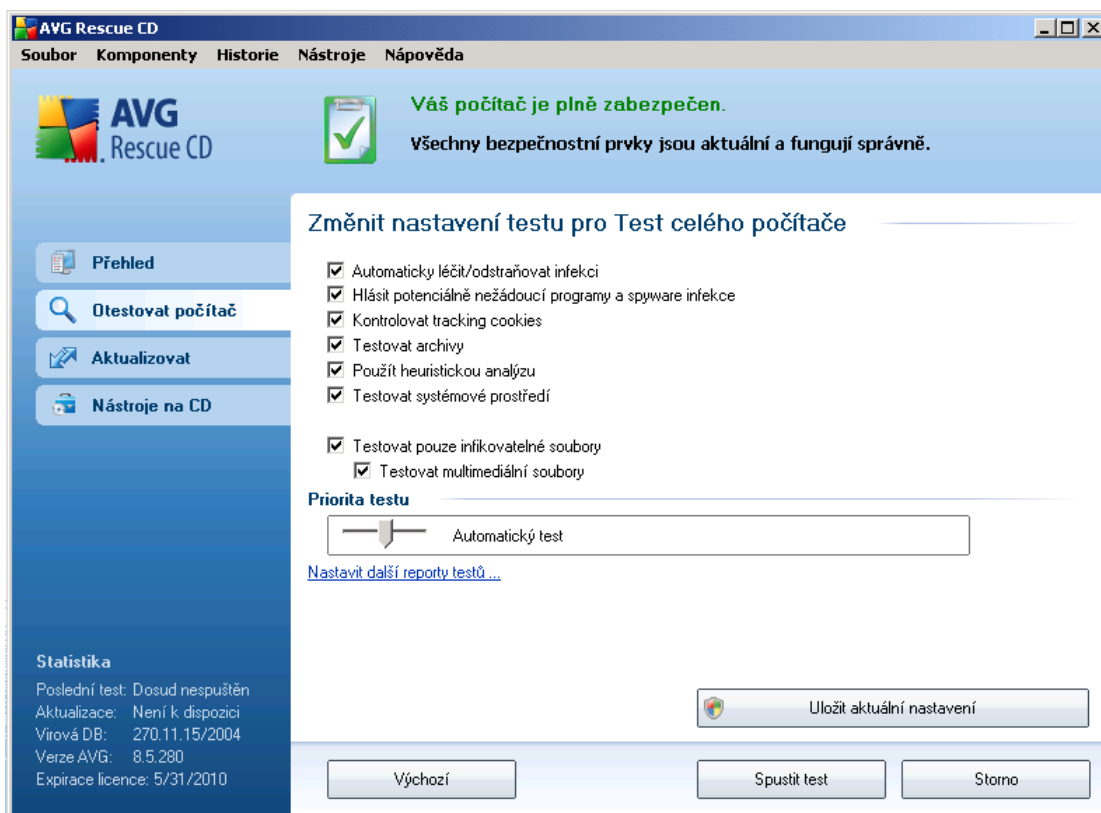 AVG Rescue CD
Soubor Komponenty Historie Nástroje Nápověda
AVG
Rescue CD
Váš počítač je plně zabezpečen.
Všechny bezpečnostní prvky jsou aktuální a fungují správně.
Přehled
Otestovat počítač
Aktualizovat
Nástroje na CD
Změnit nastavení testu pro Test celého počítače
Automaticky léčit/odstraňovat infekci
Hlásit potenciálně nežádoucí programy a spyware infekce
Kontrolovat tracking cookies
Testovat archivy
Použít heuristickou analýzu
Testovat systémové prostředí
Testovat pouze infikovatelné soubory
Testovat multimediální soubory
Priorita testu
Automatický test
Nastavit další reporty testů ...
Statistika
Poslední test: Dosud nespuštěn
Aktualizace: Není k dispozici
Virová DB: 270.11.15/2004
Verze AVG: 8.5.280
Expirace licence: 5/31/2010
Uložit aktuální nastavení
Výchozí
Spustit test
Storno